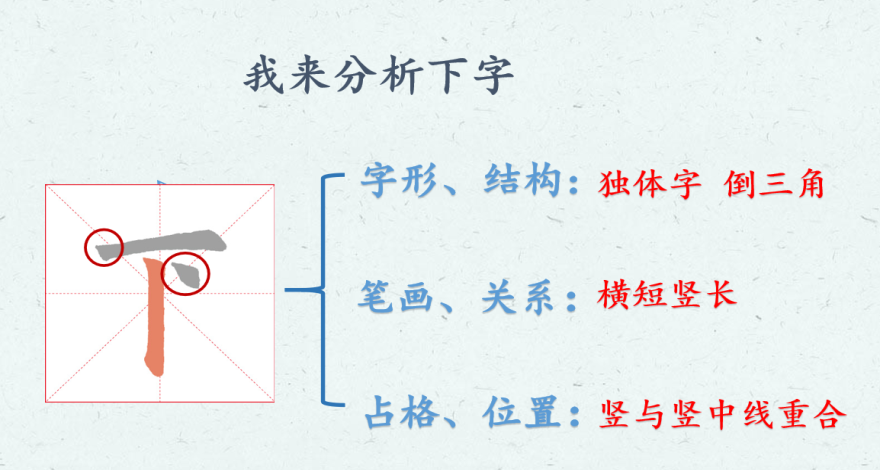 我来分析下字
下
字形、结构：独体字 倒三角
笔画、关系：横短竖长
占格、位置：竖与竖中线重合